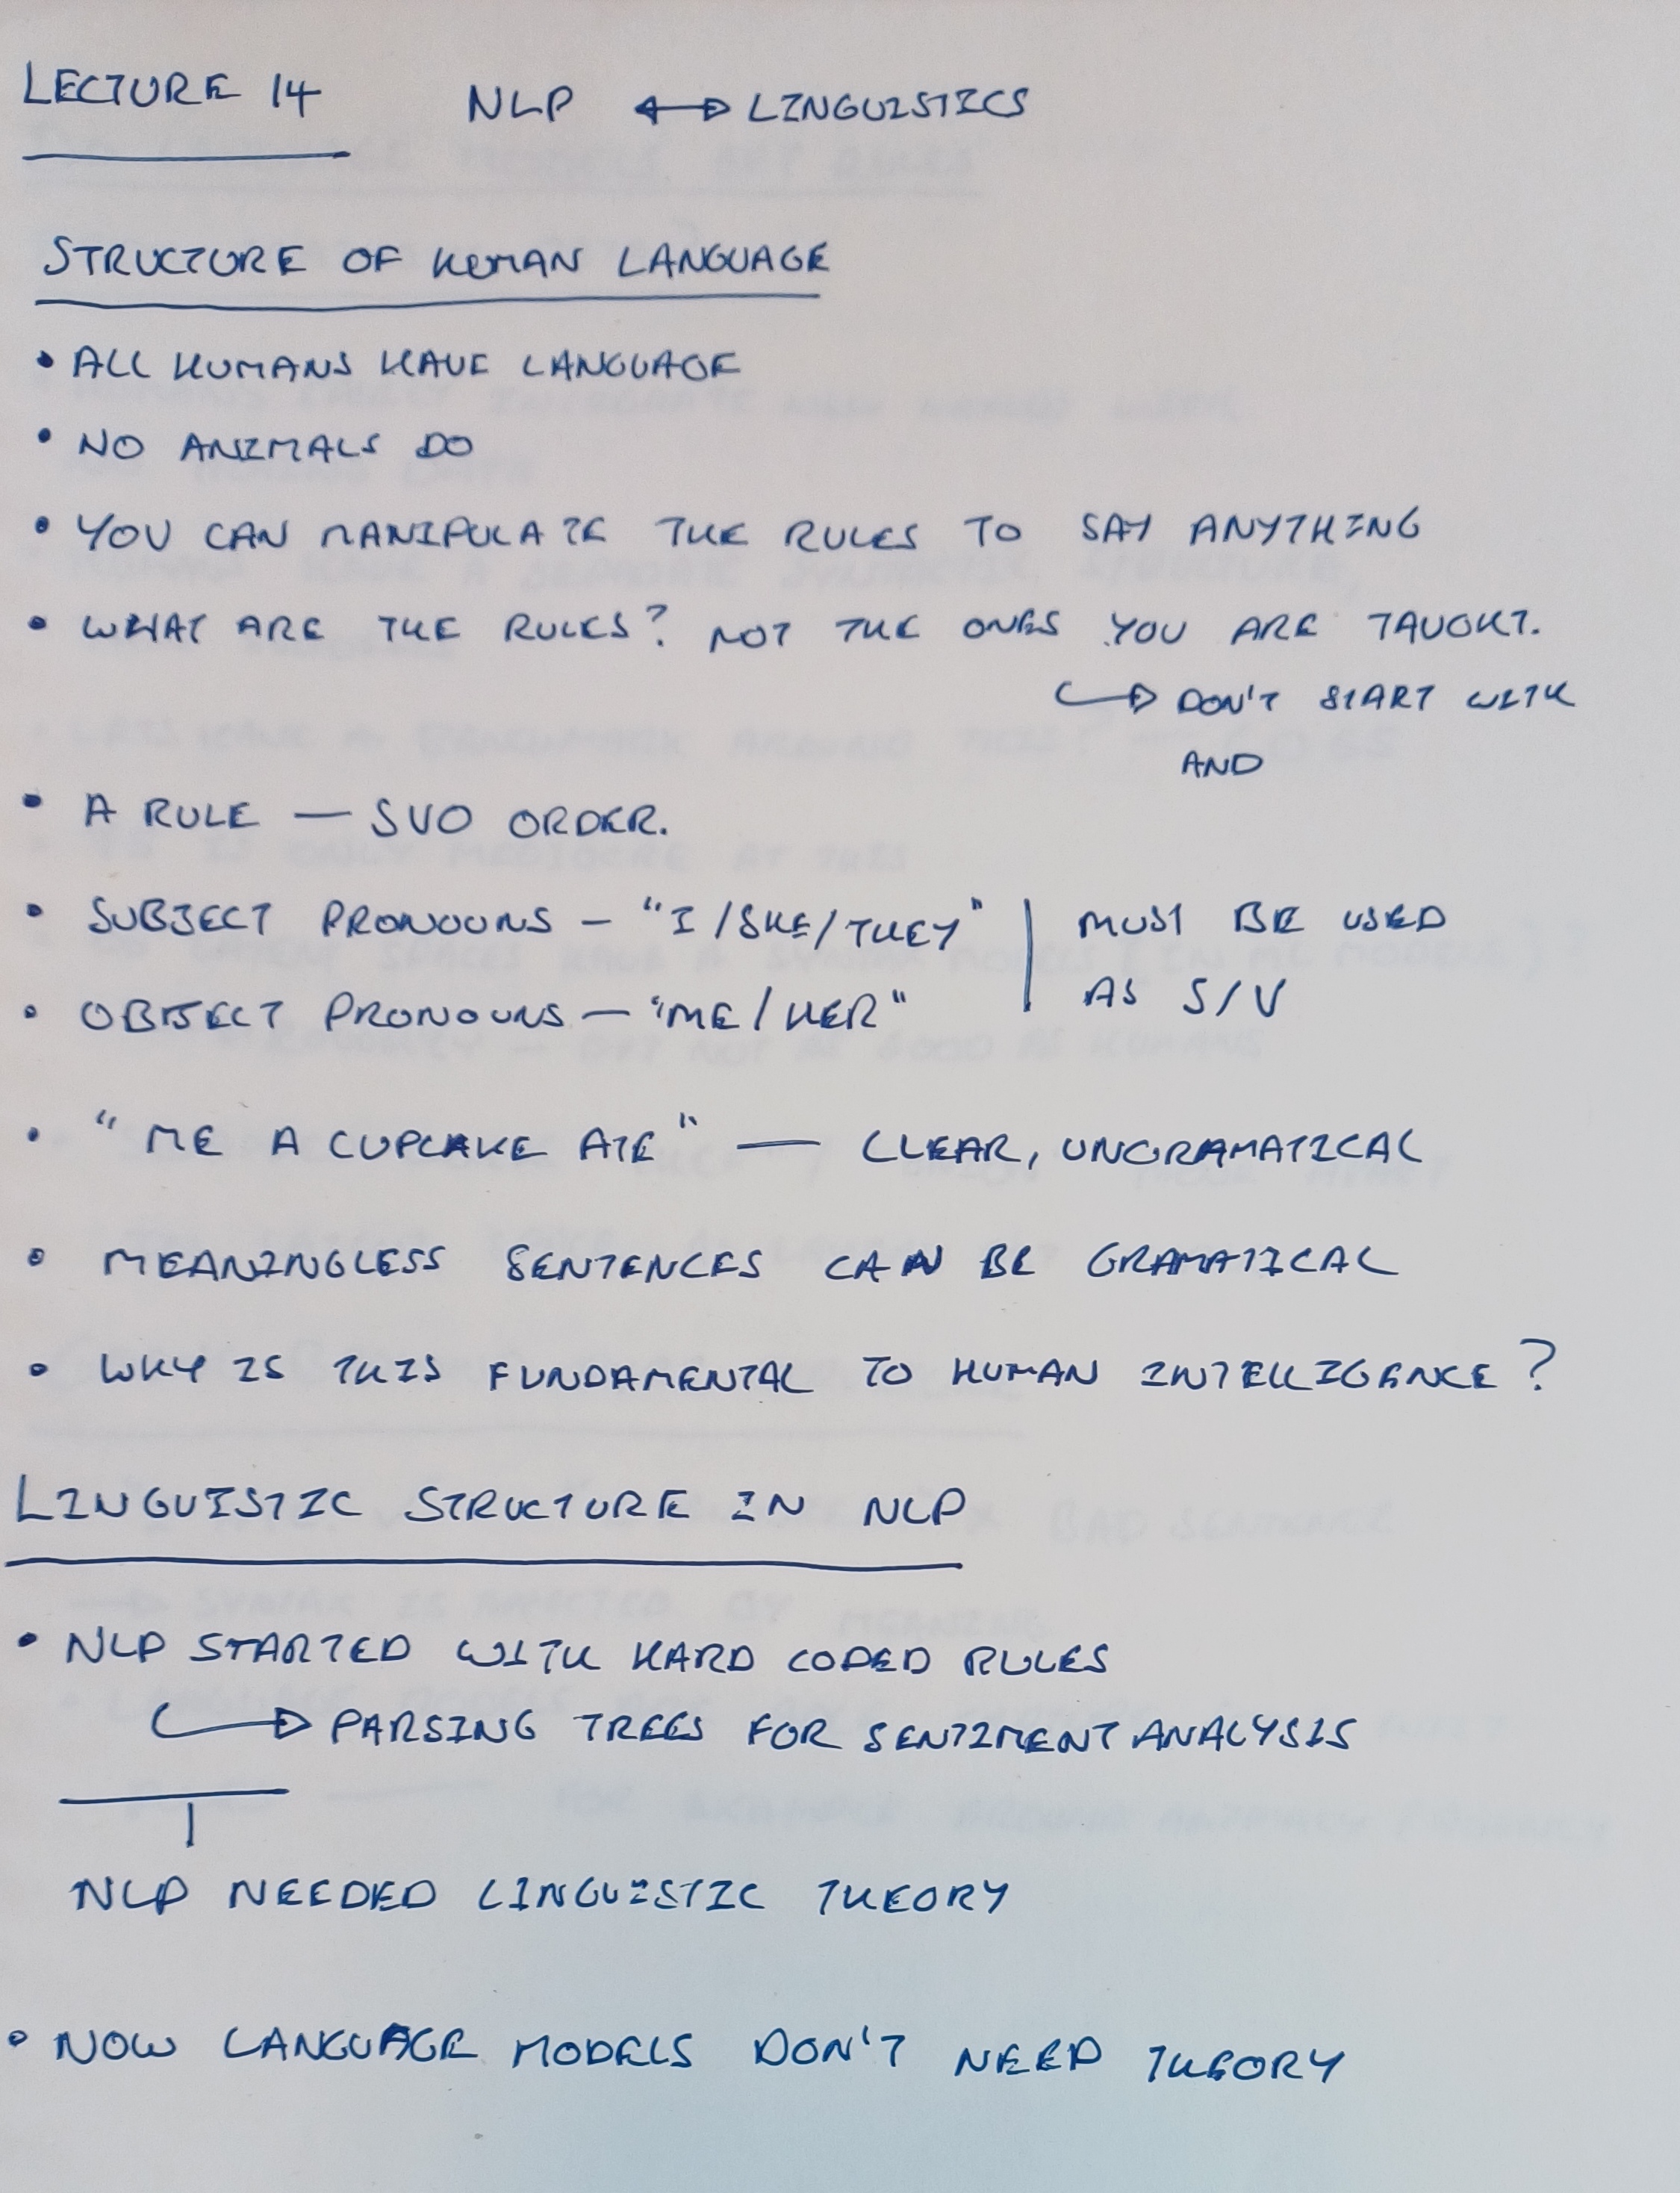 LECTURE 14 NLP ↔ LINGUISTICS
STRUCTURE OF HUMAN LANGUAGE
• ALL HUMANS HAVE LANGUAGE
• NO ANIMALS DO
• YOU CAN MANIPULATE THE RULES TO SAY ANYTHING
• WHAT ARE THE RULES? NOT THE ONES YOU ARE TAUGHT.
↪ DON'T START WITH
AND
• A RULE — SVO ORDER.
• SUBJECT PRONOUNS - "I/SHE/THEY" | MUST BE USED
• OBJECT PRONOUNS - "ME/HER" | AS S/V
• "ME A CUPCAKE ATE" — CLEAR, UNGRAMATICAL
• MEANINGLESS SENTENCES CAN BE GRAMATICAL
• WHY IS THIS FUNDAMENTAL TO HUMAN INTELLIGENCE?
LINGUISTIC STRUCTURE IN NLP
• NLP STARTED WITH HARD CODED RULES
↪ PARSING TREES FOR SENTIMENT ANALYSIS
NLP NEEDED LINGUISTIC THEORY
• NOW LANGUAGE MODELS DON'T NEED THEORY